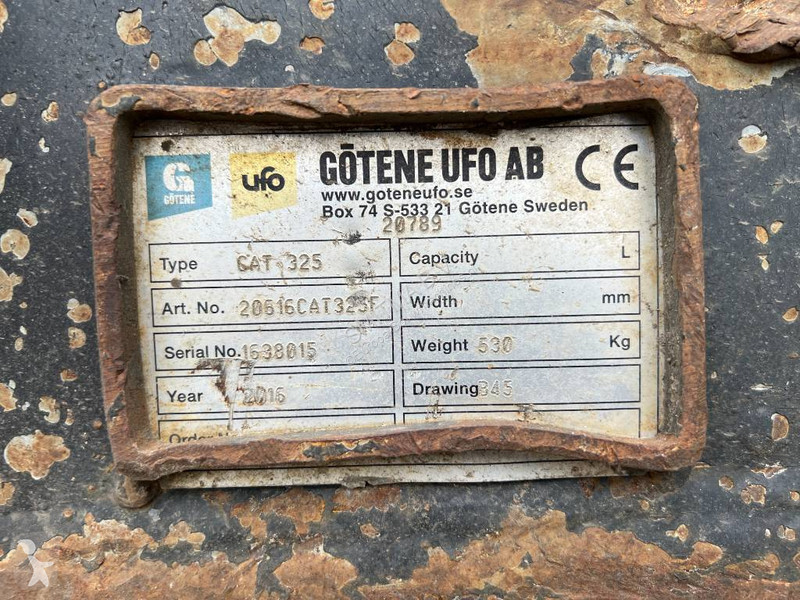 G
GÖTENE
ufo
GÖTENE UFO AB
CE
www.goteneufo.se
Box 74 S-533 21 Götene Sweden
20789
Type CAT 325
Capacity L
Art. No. 20516CAT325F
Width mm
Serial No. 1638015
Weight 530 Kg
Year 2016
Drawing 345